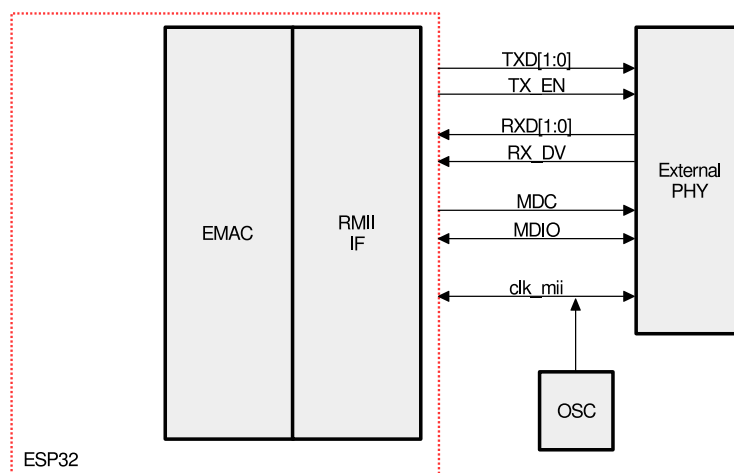 TXD[1:0]
TX_EN
RXD[1:0]
RX_DV
External
PHY
MDC
EMAC
RMII
IF
MDIO
clk_mii
OSC
ESP32